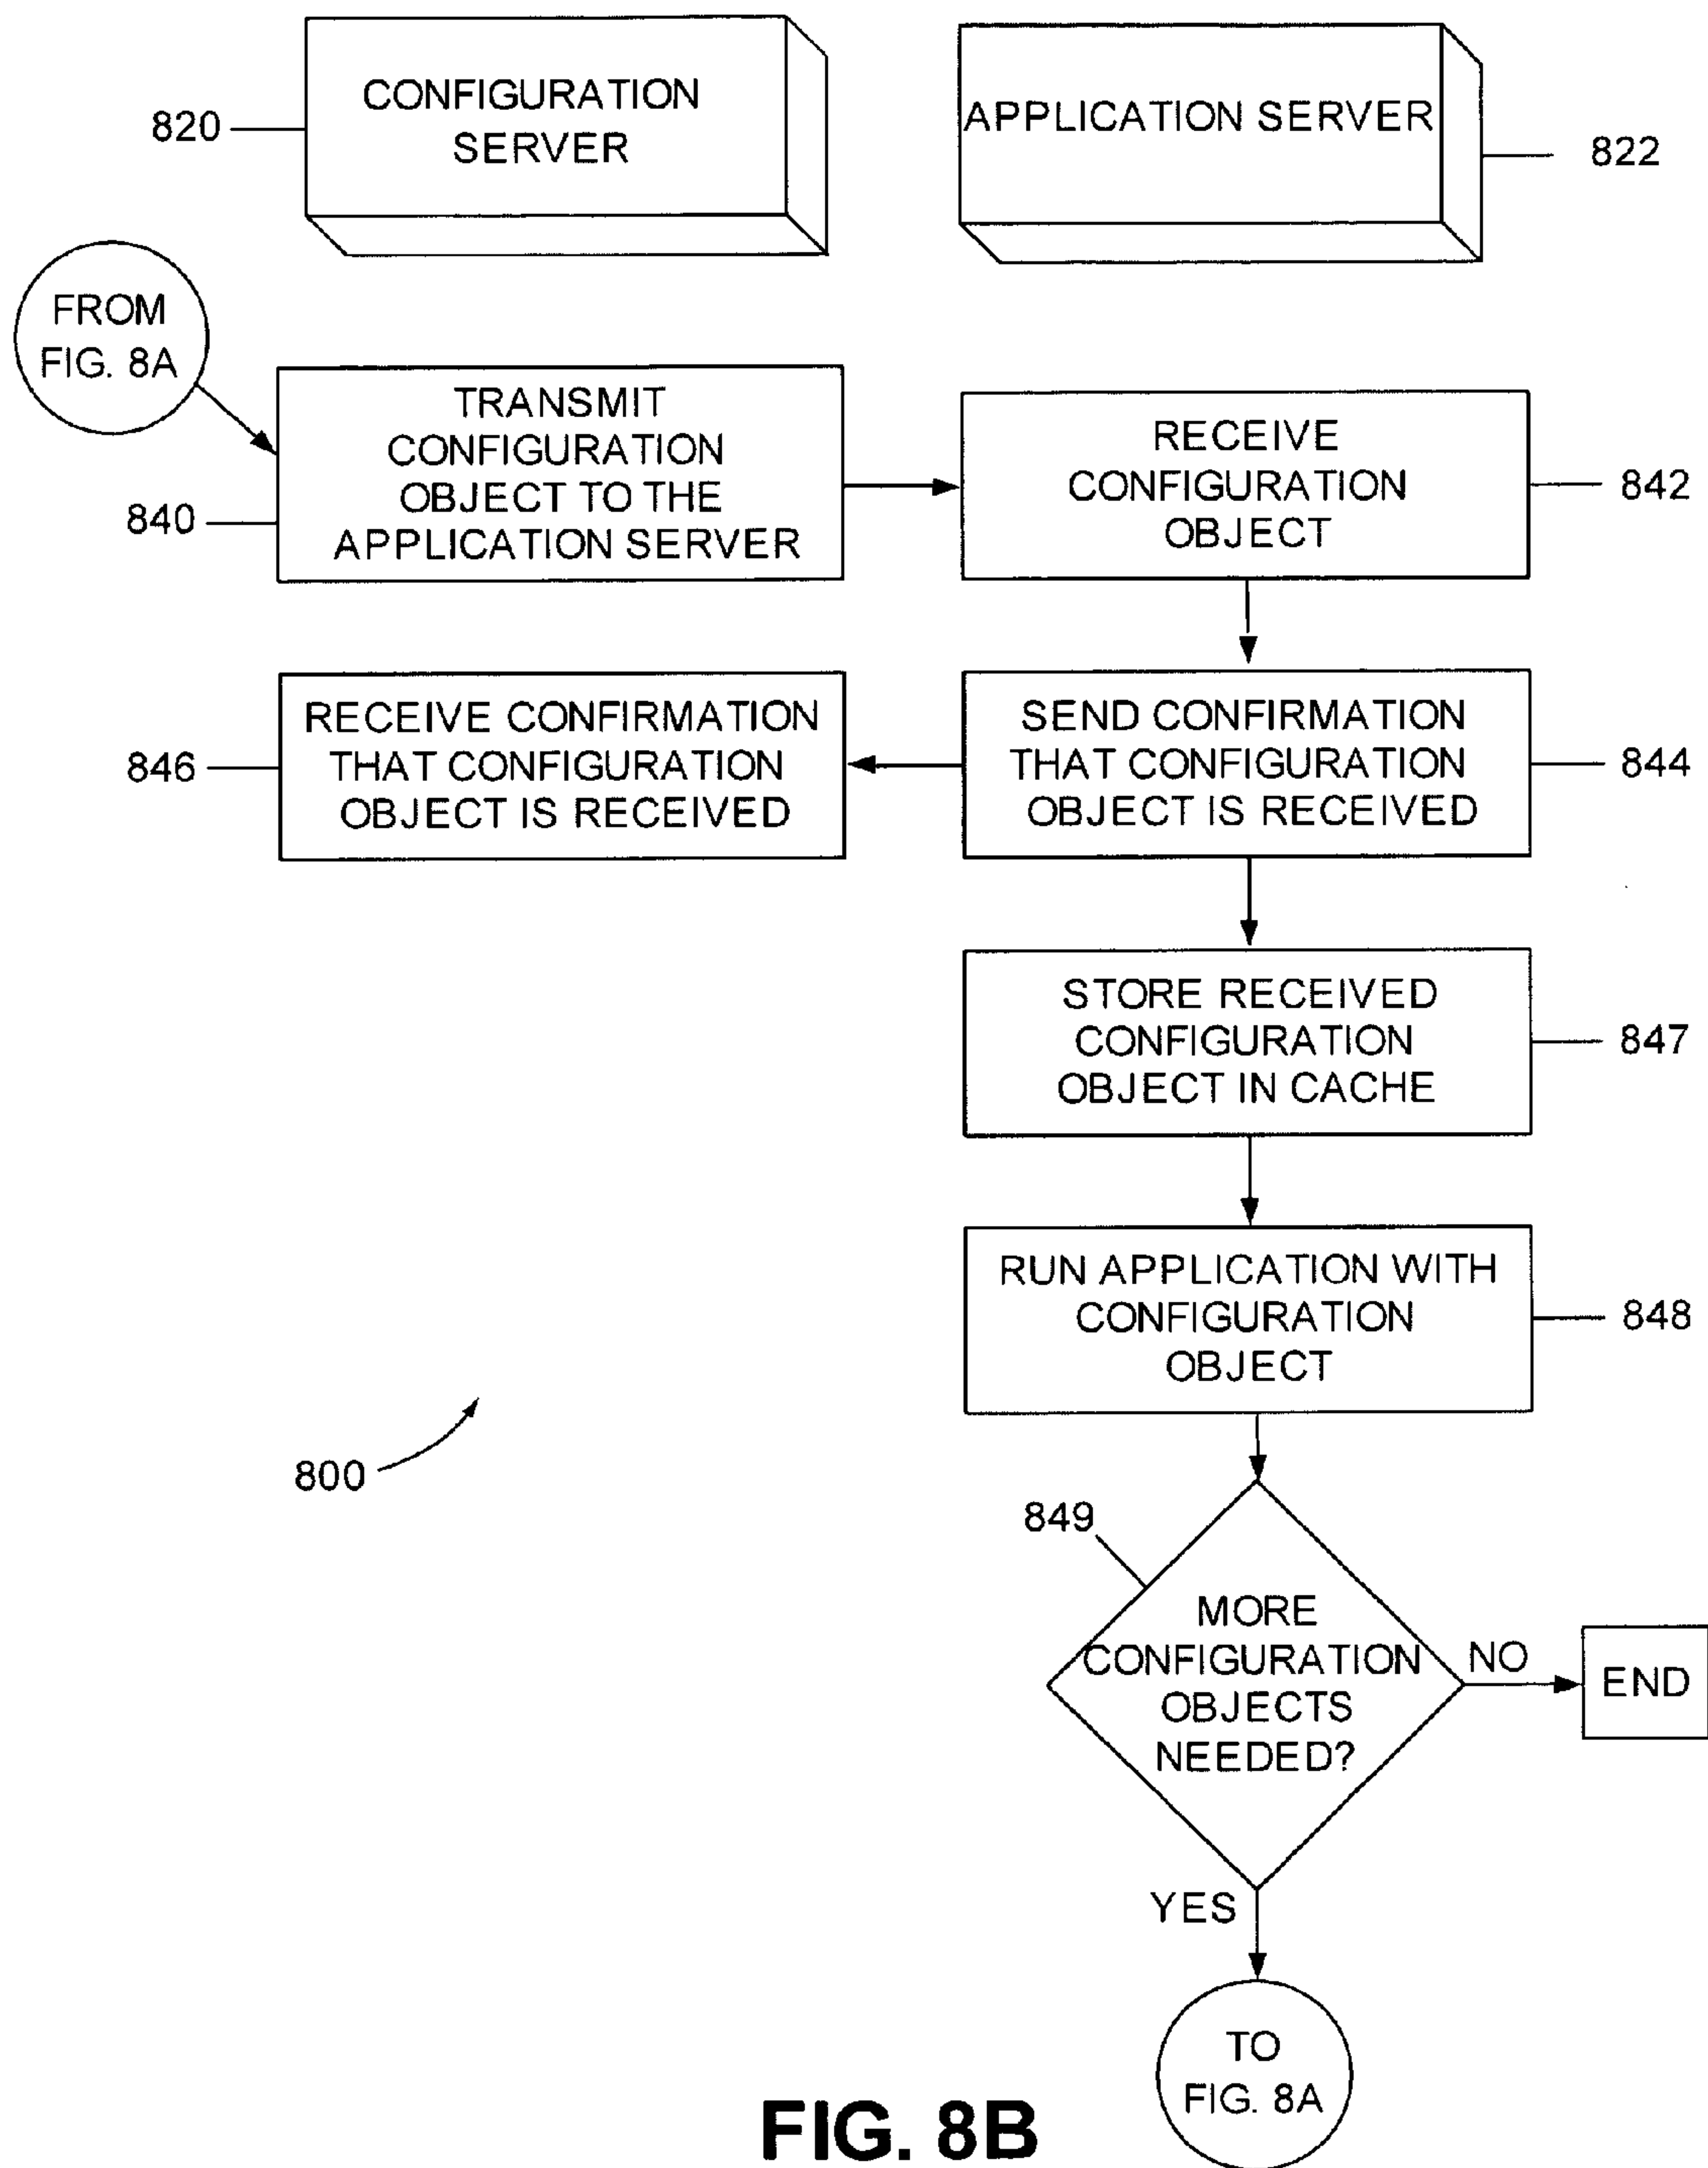 CONFIGURATION
SERVER
820
APPLICATION SERVER
822
FROM
FIG. 8A
TRANSMIT
CONFIGURATION
OBJECT TO THE
APPLICATION SERVER
840
RECEIVE
CONFIGURATION
OBJECT
842
RECEIVE CONFIRMATION
THAT CONFIGURATION
OBJECT IS RECEIVED
846
SEND CONFIRMATION
THAT CONFIGURATION
OBJECT IS RECEIVED
844
STORE RECEIVED
CONFIGURATION
OBJECT IN CACHE
847
RUN APPLICATION WITH
CONFIGURATION
OBJECT
848
800
849
MORE
CONFIGURATION
OBJECTS
NEEDED?
NO
END
YES
TO
FIG. 8A
FIG. 8B